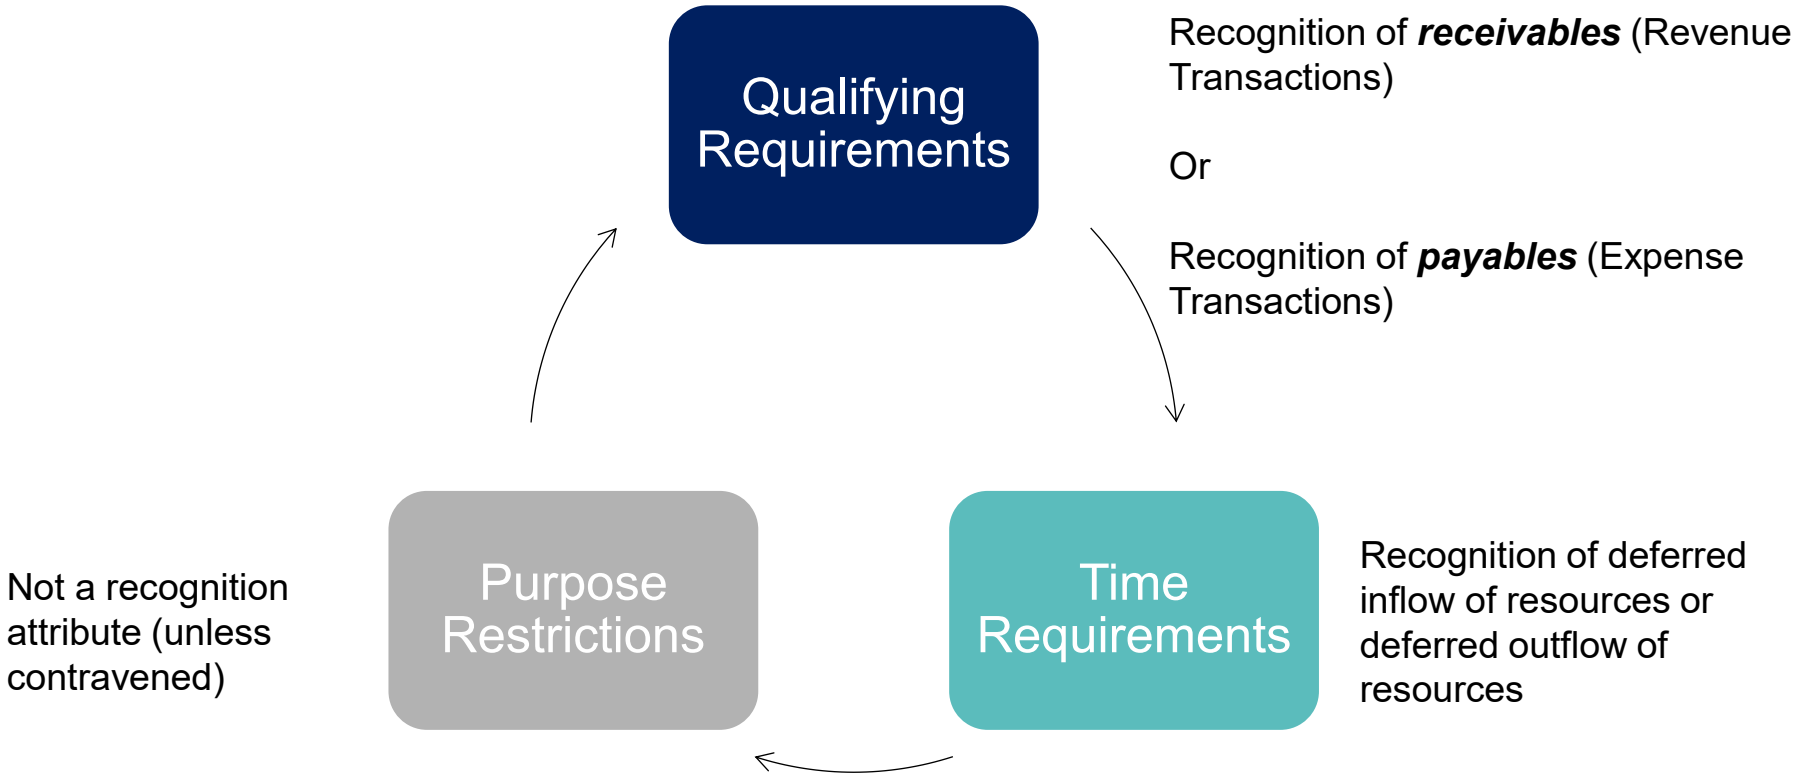 Qualifying
Requirements
Recognition of receivables (Revenue
Transactions)
Or
Recognition of payables (Expense
Transactions)
Time
Requirements
Recognition of deferred
inflow of resources or
deferred outflow of
resources
Purpose
Restrictions
Not a recognition
attribute (unless
contravened)